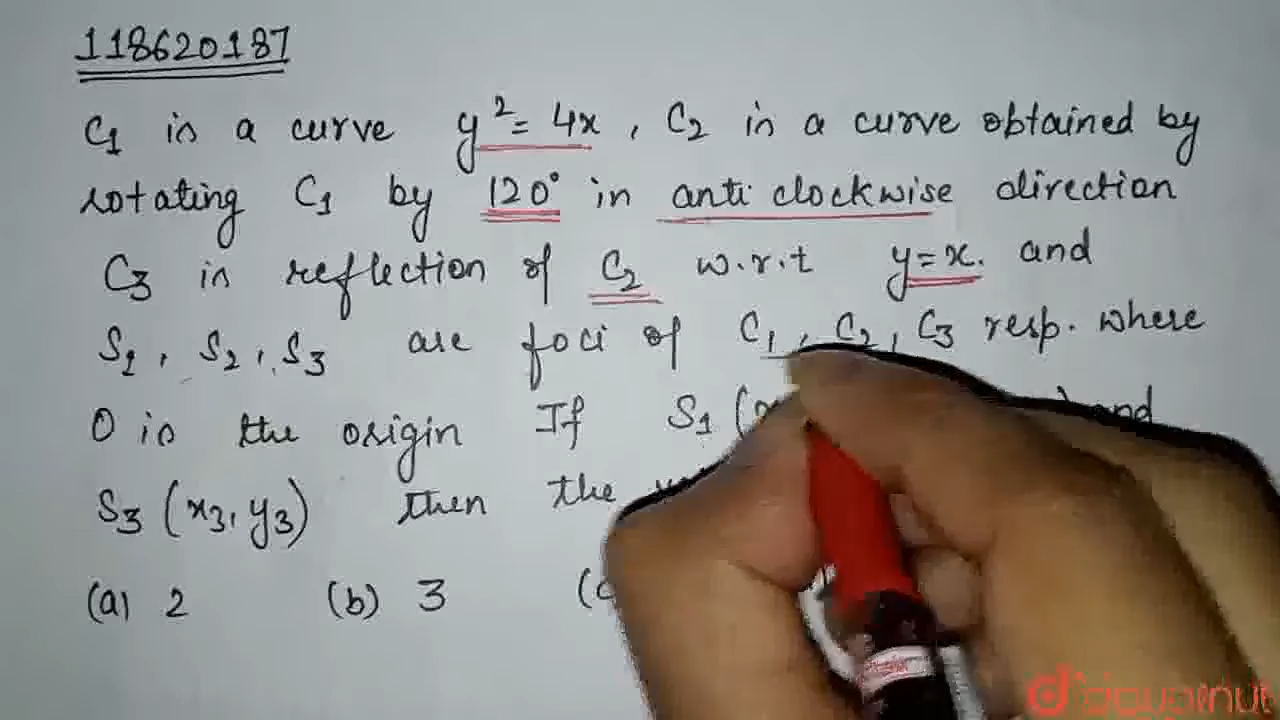 118620187
C1 is a curve y² = 4x , C2 is a curve obtained by
rotating C1 by 120° in anti clockwise direction
C3 is reflection of C2 w.r.t y=x. and
S1, S2, S3 are foci of C1, C2, C3 resp. where
O is the origin If S1 ( and
S3 (x3, y3) then the
(a) 2 (b) 3 (c
doubtnut